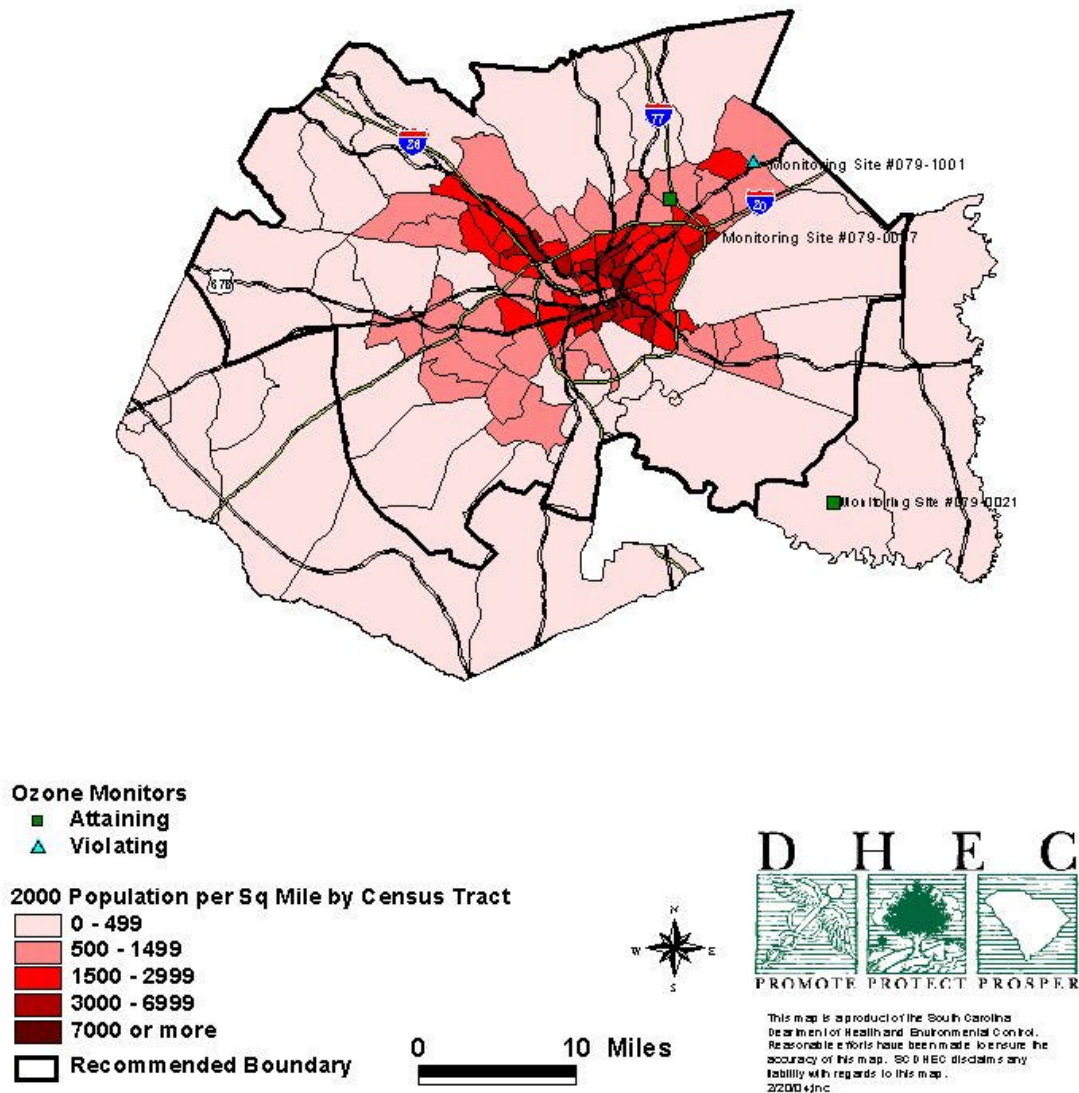 77
26
Monitoring Site #079-1001
20
Monitoring Site #079-0007
Monitoring Site #079-0021
Ozone Monitors
Attaining
Violating
2000 Population per Sq Mile by Census Tract
0 - 499
500 - 1499
1500 - 2999
3000 - 6999
7000 or more
Recommended Boundary
0 10 Miles
N
W E
S
D H E C
PROMOTE PROTECT PROSPER
This map is a product of the South Carolina
Dearment of Health and Environmental Control.
Reasonable efforts have been made to ensure the
accuracy of this map. SCDHEC disclaims any
liability with regards to this map.